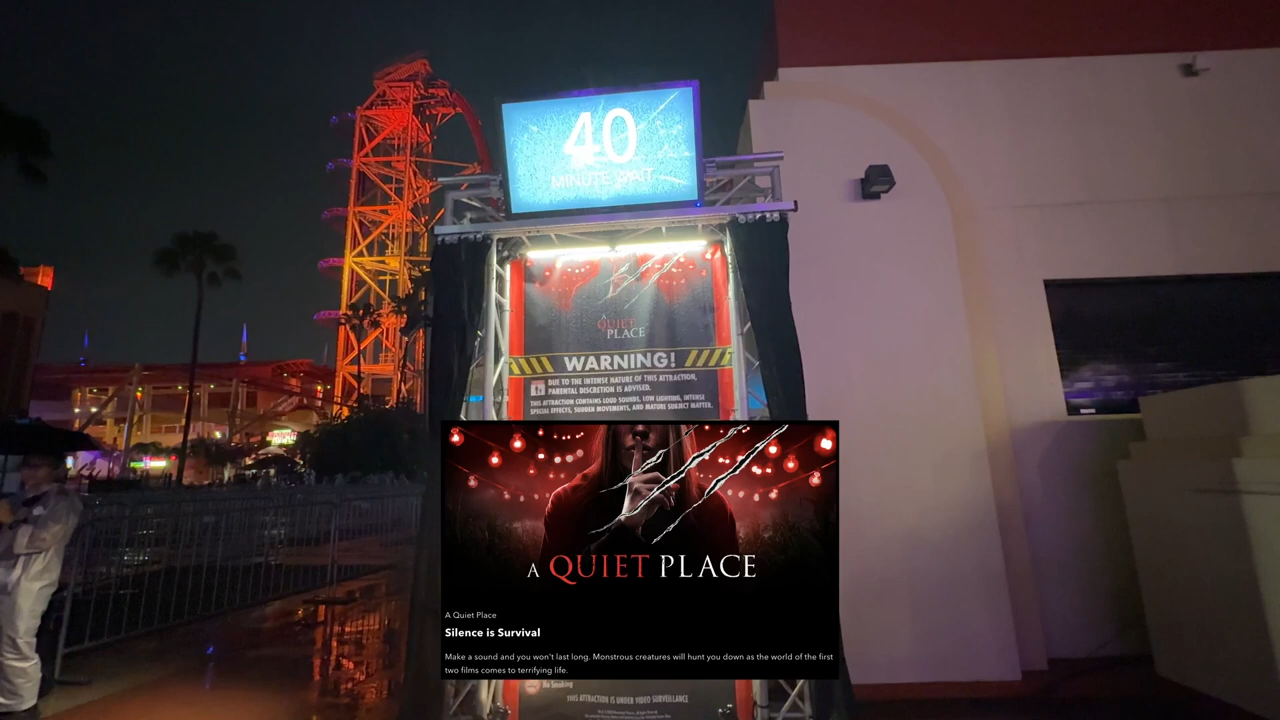 40
MINUTE WAIT
A
QUIET
PLACE
WARNING!
DUE TO THE INTENSE NATURE OF THIS ATTRACTION,
PARENTAL DISCRETION IS ADVISED.
THIS ATTRACTION CONTAINS LOUD SOUNDS, LOW LIGHTING, INTENSE
SPECIAL EFFECTS, SUDDEN MOVEMENTS, AND MATURE SUBJECT MATTER.
A QUIET PLACE
A Quiet Place
Silence is Survival
Make a sound and you won't last long. Monstrous creatures will hunt you down as the world of the first
two films comes to terrifying life.
No Smoking
THIS ATTRACTION IS UNDER VIDEO SURVEILLANCE